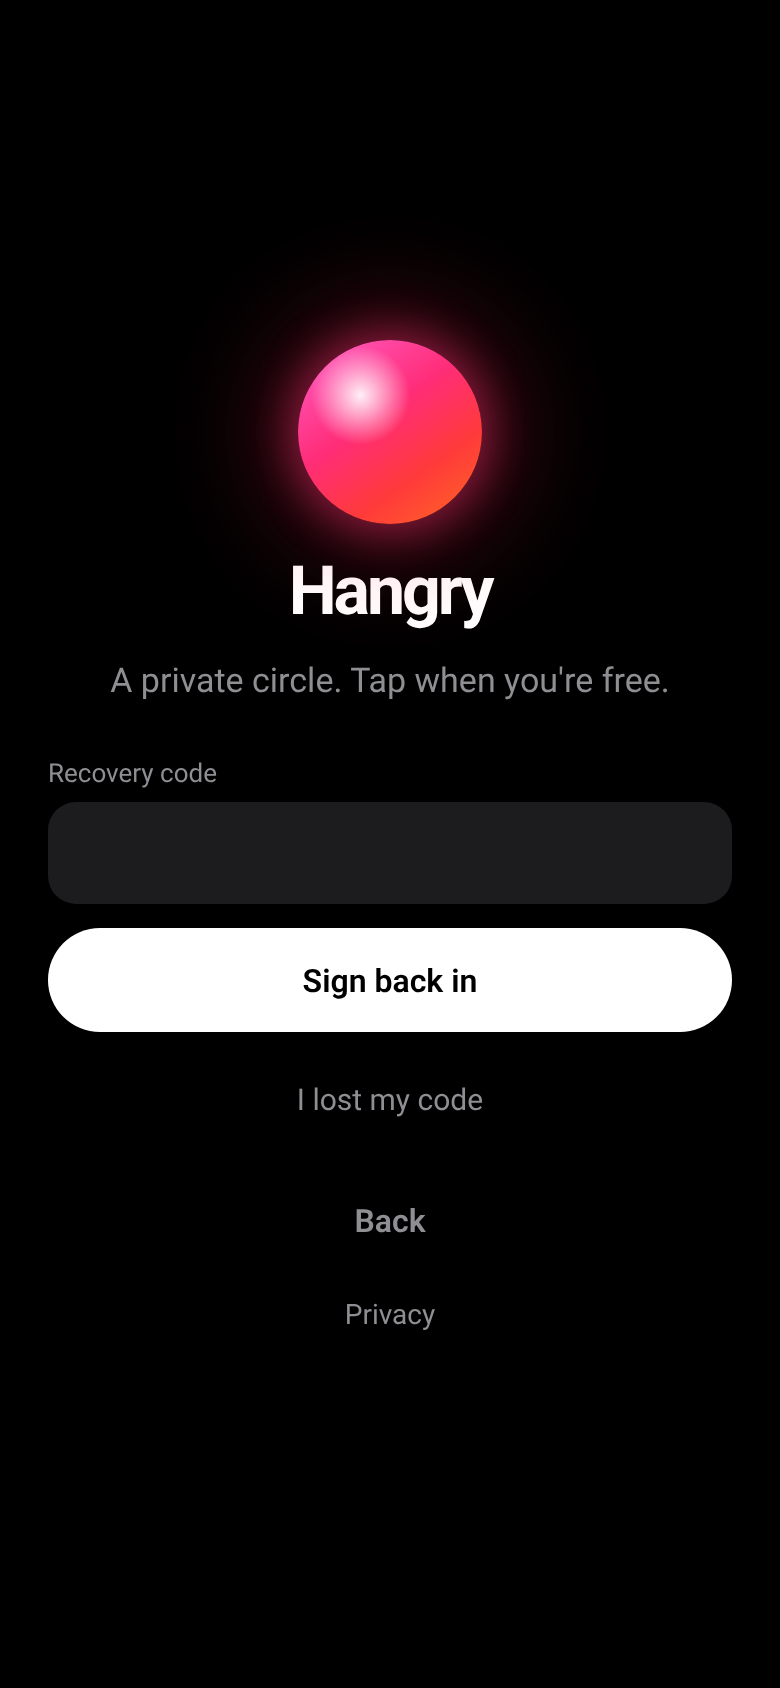 Hangry
A private circle. Tap when you're free.
Recovery code
Sign back in
I lost my code
Back
Privacy